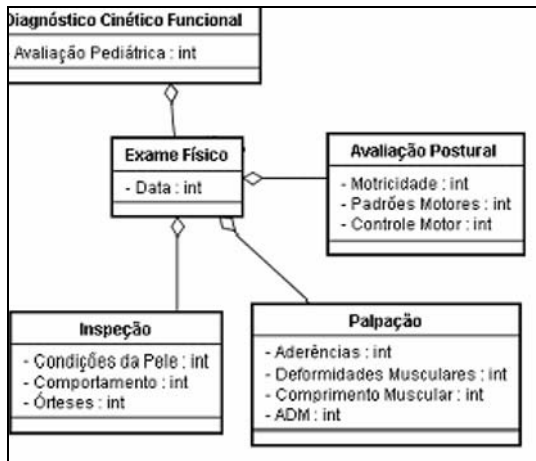 Diagnóstico Cinético Funcional
Avaliação Pediátrica : int
Exame Físico
- Data : int
Avaliação Postural
- Motricidade : int
- Padrões Motores : int
- Controle Motor : int
Inspeção
- Condições da Pele : int
- Comportamento : int
- Órteses : int
Palpação
- Aderências : int
- Deformidades Musculares : int
- Comprimento Muscular : int
- ADM : int